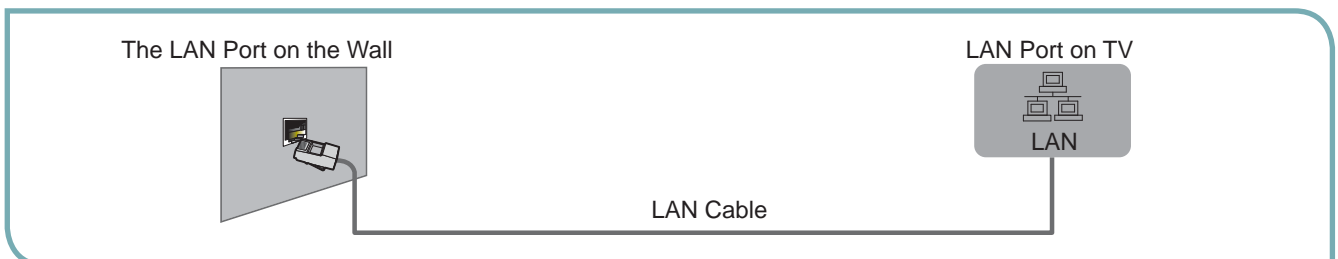 The LAN Port on the Wall
LAN Port on TV
LAN
LAN Cable